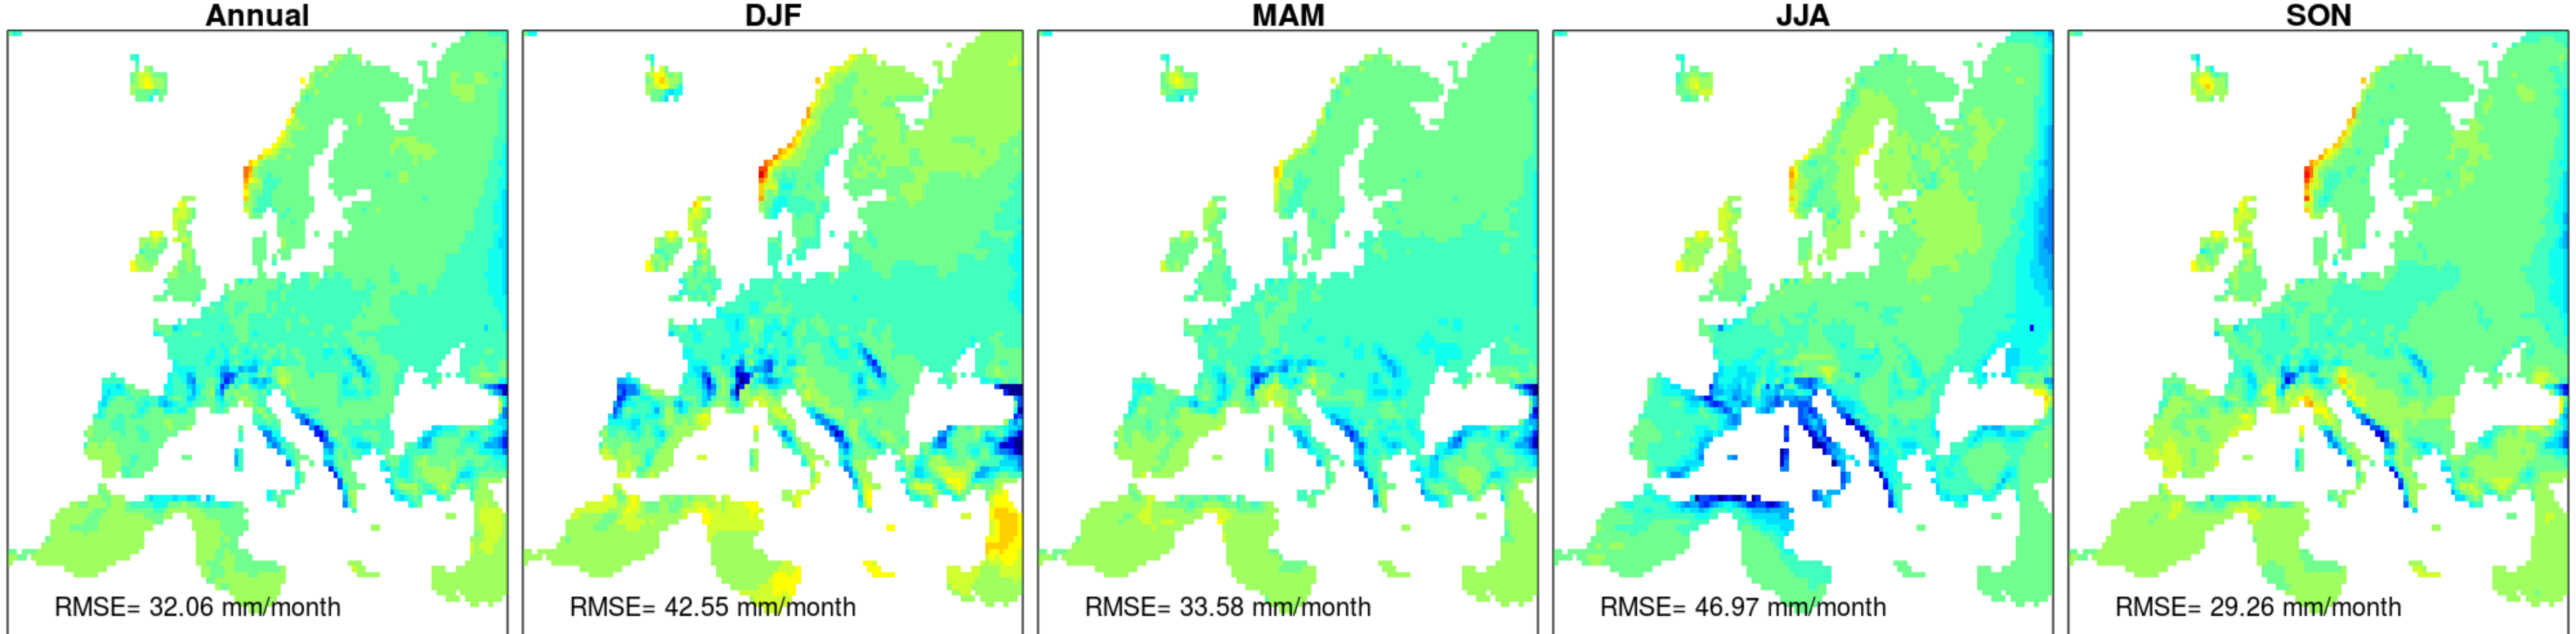 Annual
DJF
MAM
JJA
SON
RMSE= 32.06 mm/month
RMSE= 42.55 mm/month
RMSE= 33.58 mm/month
RMSE= 46.97 mm/month
RMSE= 29.26 mm/month